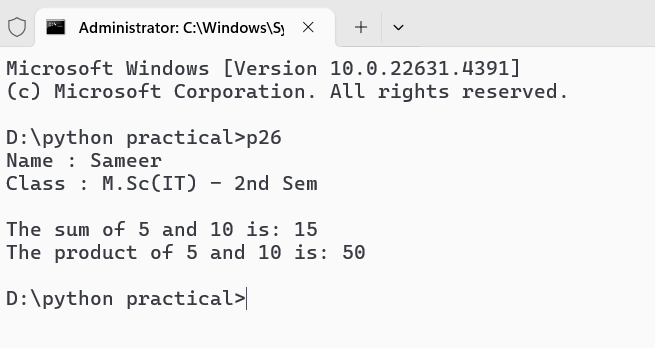 Administrator: C:\Windows\Sy
Microsoft Windows [Version 10.0.22631.4391]
(c) Microsoft Corporation. All rights reserved.
D:\python practical>p26
Name : Sameer
Class : M.Sc(IT) - 2nd Sem
The sum of 5 and 10 is: 15
The product of 5 and 10 is: 50
D:\python practical>